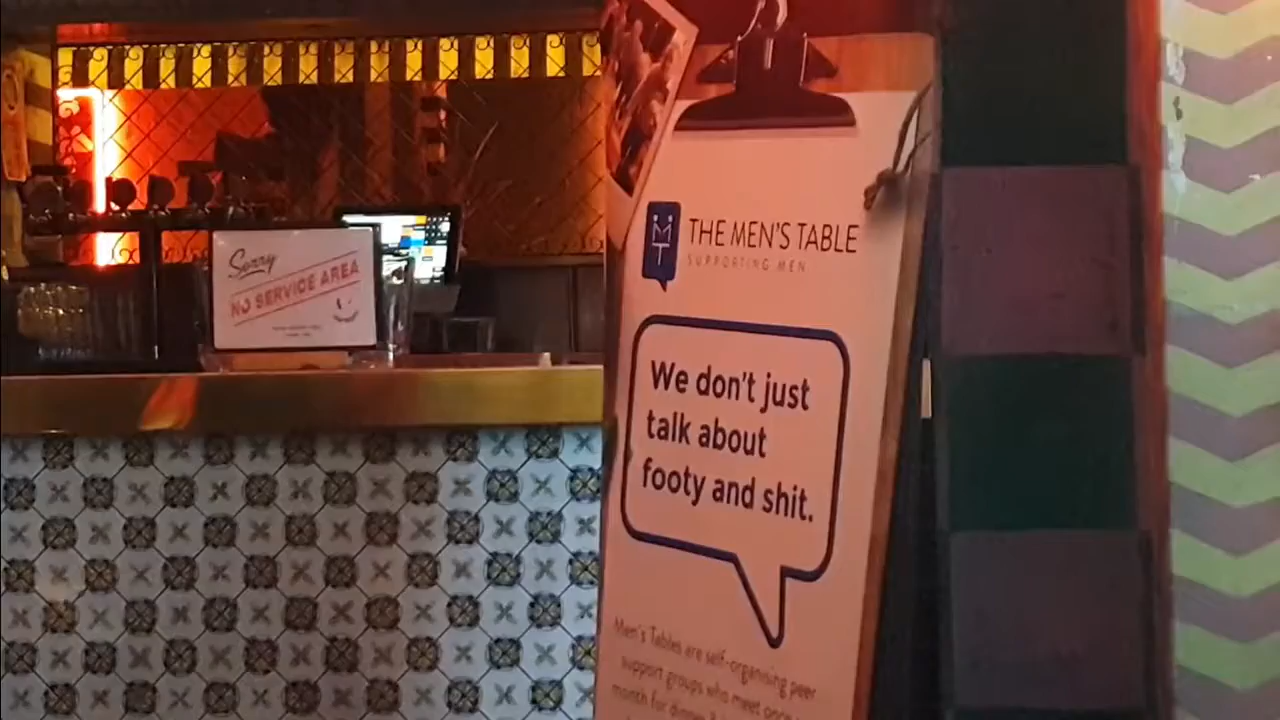 Sorry
NO SERVICE AREA
THE MEN'S TABLE
SUPPORTING MEN
We don't just
talk about
footy and shit.
Men's Tables are self-organising peer
support groups who meet once
month for dinner